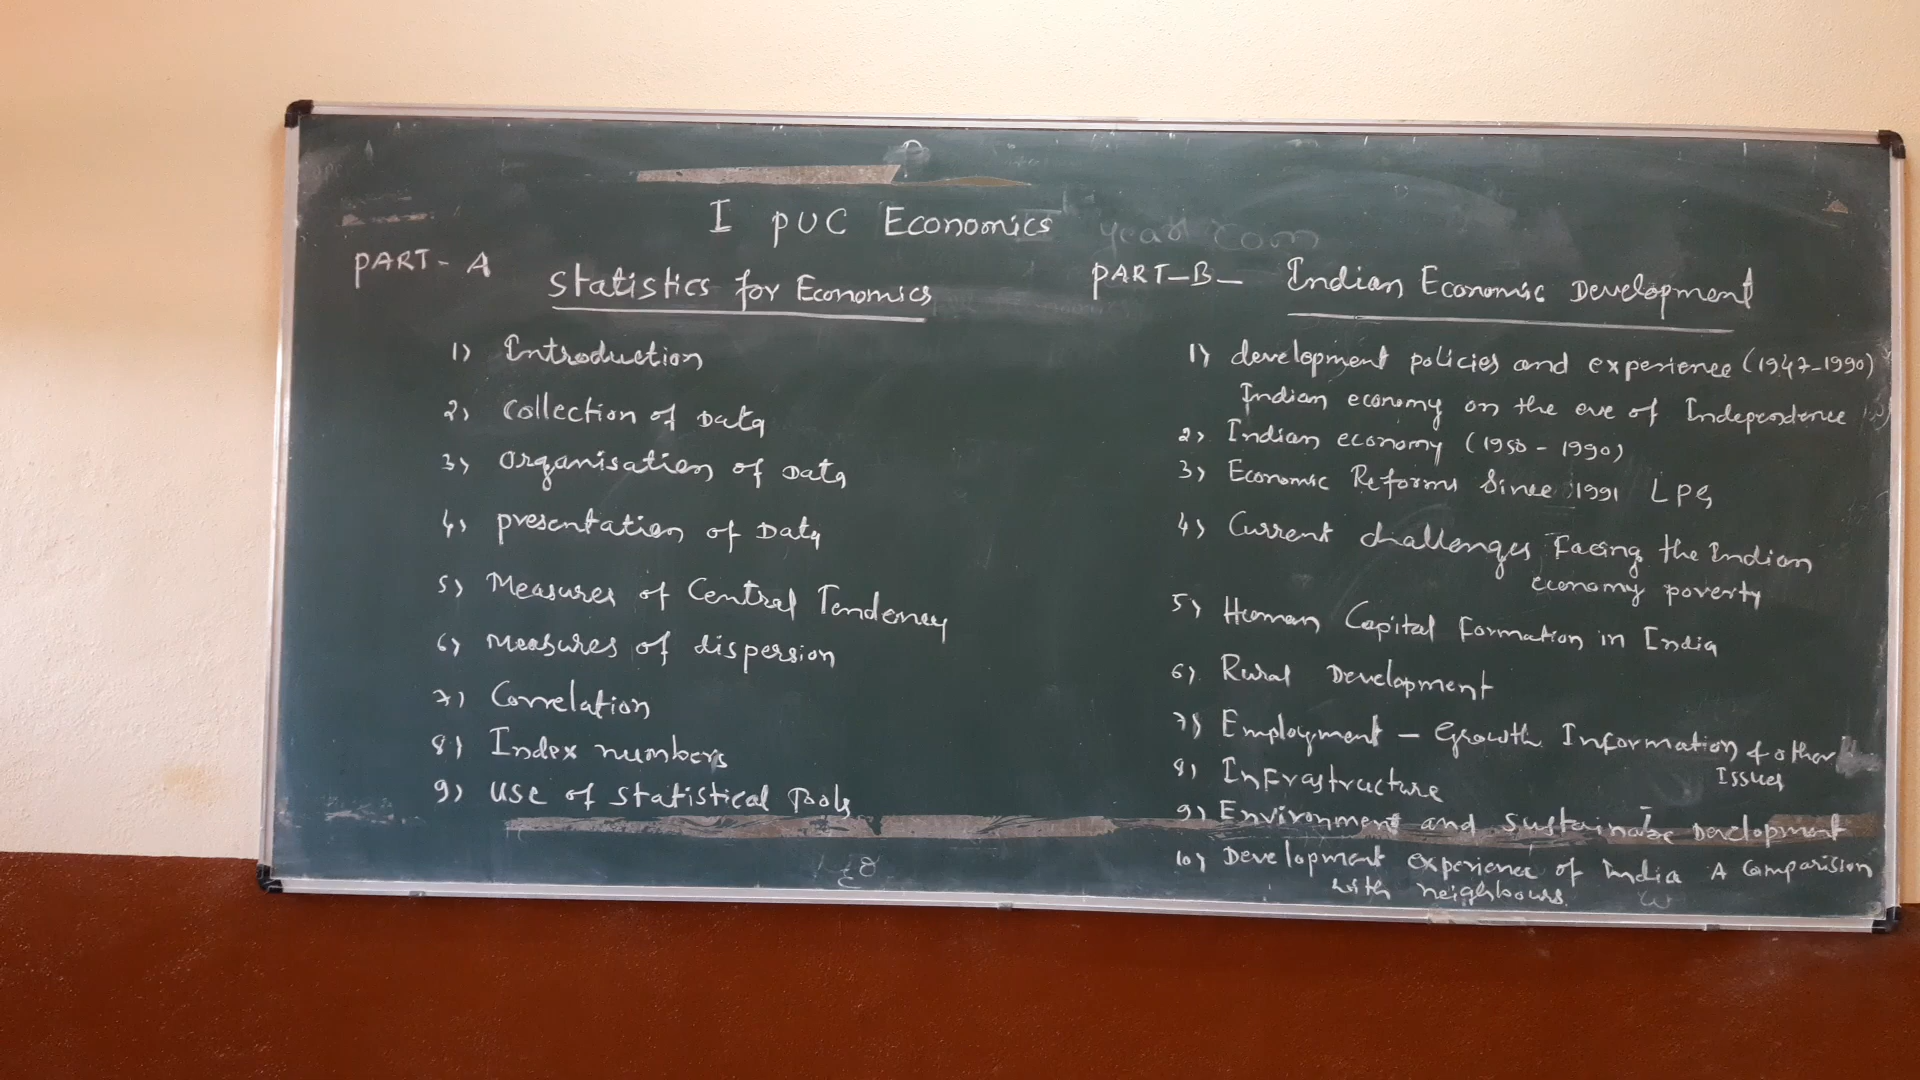 I PUC Economics
PART - A
Statistics for Economics
1) Introduction
2) Collection of Data
3) Organisation of Data
4) presentation of Data
5) Measures of Central Tendency
6) Measures of dispersion
7) Correlation
8) Index numbers
9) Use of Statistical Tools
PART-B- Indian Economic Development
1) development policies and experience (1947-1990)
Indian economy on the eve of Independence
2) Indian economy (1950 - 1990)
3) Economic Reforms Since 1991 LPG
4) Current challenges Facing the Indian
economy poverty
5) Human Capital Formation in India
6) Rural Development
7) Employment - Growth Information & other
Issues
8) Infrastructure
9) Environment and Sustainable Development
10) Development experience of India A Comparision
with neighbours.